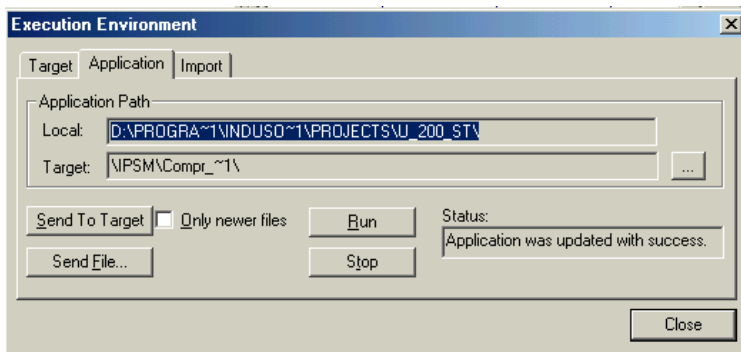 Execution Environment
Target Application Import
Application Path
Local: D:\PROGRA~1\INDUSO~1\PROJECTS\U_200_ST\
Target: \IPSM\Compr_~1\ ...
Send To Target Only newer files Run Status:
Application was updated with success.
Send File... Stop
Close